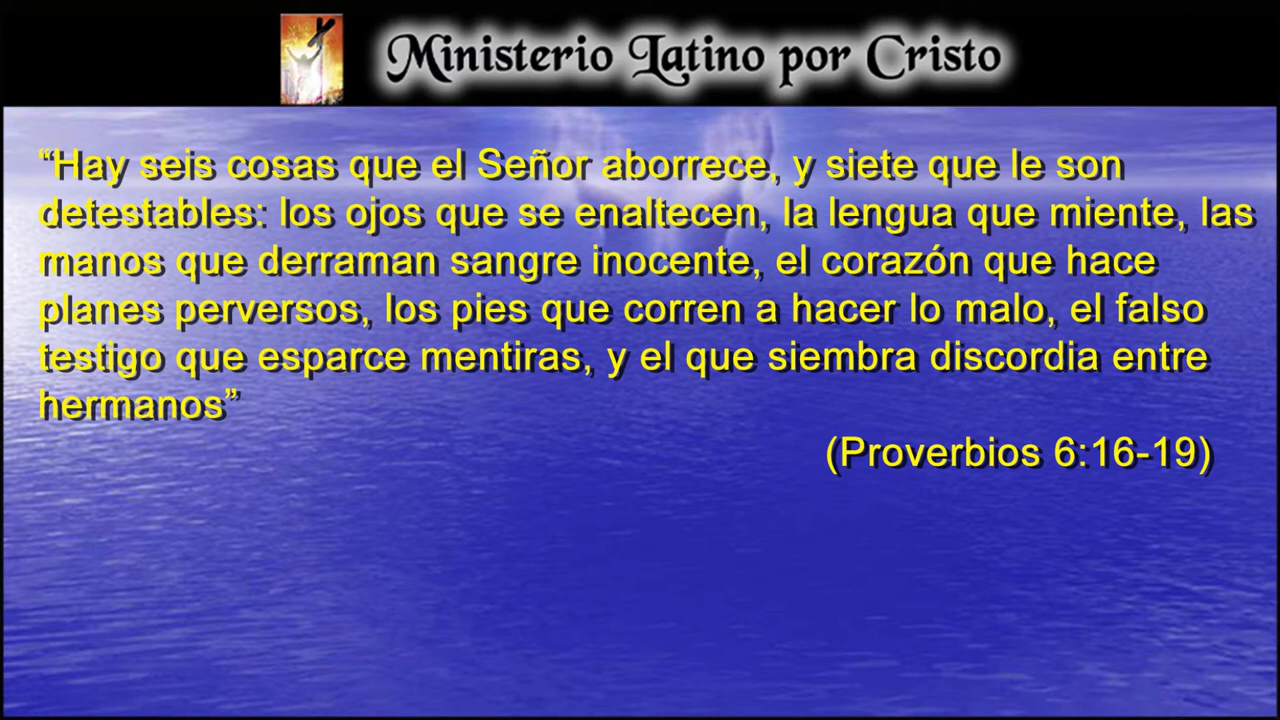 Ministerio Latino por Cristo
“Hay seis cosas que el Señor aborrece, y siete que le son
detestables: los ojos que se enaltecen, la lengua que miente, las
manos que derraman sangre inocente, el corazón que hace
planes perversos, los pies que corren a hacer lo malo, el falso
testigo que esparce mentiras, y el que siembra discordia entre
hermanos”
(Proverbios 6:16-19)